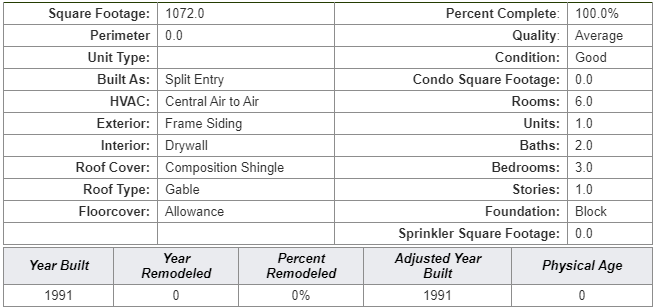 Square Footage: 1072.0 Percent Complete: 100.0%
Perimeter 0.0 Quality: Average
Unit Type: Condition: Good
Built As: Split Entry Condo Square Footage: 0.0
HVAC: Central Air to Air Rooms: 6.0
Exterior: Frame Siding Units: 1.0
Interior: Drywall Baths: 2.0
Roof Cover: Composition Shingle Bedrooms: 3.0
Roof Type: Gable Stories: 1.0
Floorcover: Allowance Foundation: Block
Sprinkler Square Footage: 0.0
Year Built Year Remodeled Percent Remodeled Adjusted Year Built Physical Age
1991 0 0% 1991 0